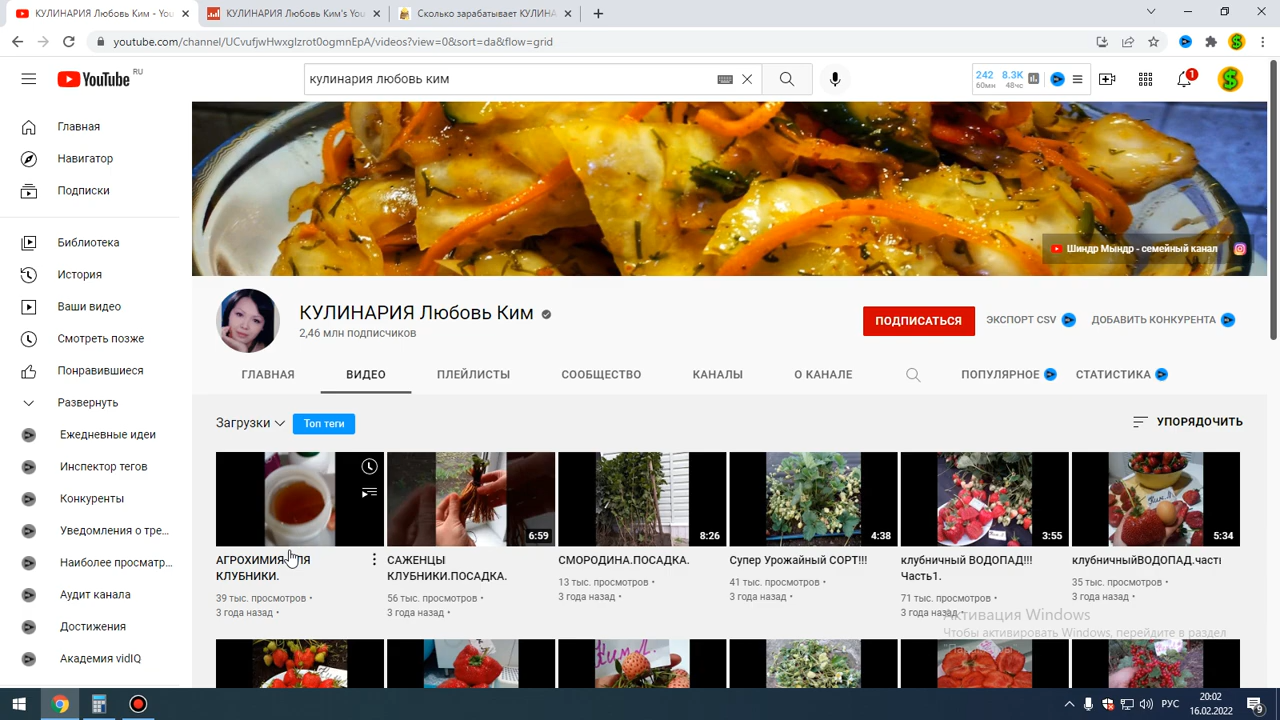 КУЛИНАРИЯ Любовь Ким • You
КУЛИНАРИЯ Любовь Ким's You
Сколько зарабатывает КУЛИНА
youtube.com/channel/UCvufjwHwxglzrot0ogmnEpA/videos?view=0&sort=da&flow=grid
YouTube RU
кулинария любовь ким
242 8.3K
60мн 48чс
1
Главная
Навигатор
Подписки
Библиотека
История
Ваши видео
Смотреть позже
Понравившиеся
Развернуть
Ежедневные идеи
Инспектор тегов
Конкуренты
Уведомления о тре...
Наиболее просматр...
Аудит канала
Достижения
Академия vidIQ
Шиндр Мындр - семейный канал
КУЛИНАРИЯ Любовь Ким
2,46 млн подписчиков
ПОДПИСАТЬСЯ
ЭКСПОРТ CSV
ДОБАВИТЬ КОНКУРЕНТА
ГЛАВНАЯ ВИДЕО ПЛЕЙЛИСТЫ СООБЩЕСТВО КАНАЛЫ О КАНАЛЕ ПОПУЛЯРНОЕ СТАТИСТИКА
Загрузки
Топ теги
УПОРЯДОЧИТЬ
6:59
8:26
4:38
3:55
5:34
АГРОХИМИЯ ДЛЯ
КЛУБНИКИ.
39 тыс. просмотров •
3 года назад •
САЖЕНЦЫ
КЛУБНИКИ.ПОСАДКА.
56 тыс. просмотров •
3 года назад •
СМОРОДИНА.ПОСАДКА.
13 тыс. просмотров •
3 года назад •
Супер Урожайный СОРТ!!!
41 тыс. просмотров •
3 года назад •
клубничный ВОДОПАД!!!
Часть1.
71 тыс. просмотров •
3 года назад •
клубничныйВОДОПАД.часть
35 тыс. просмотров •
3 года назад •
Активация Windows
Чтобы активировать Windows, перейдите в раздел
"Параметры".
РУС
20:02
16.02.2022
9